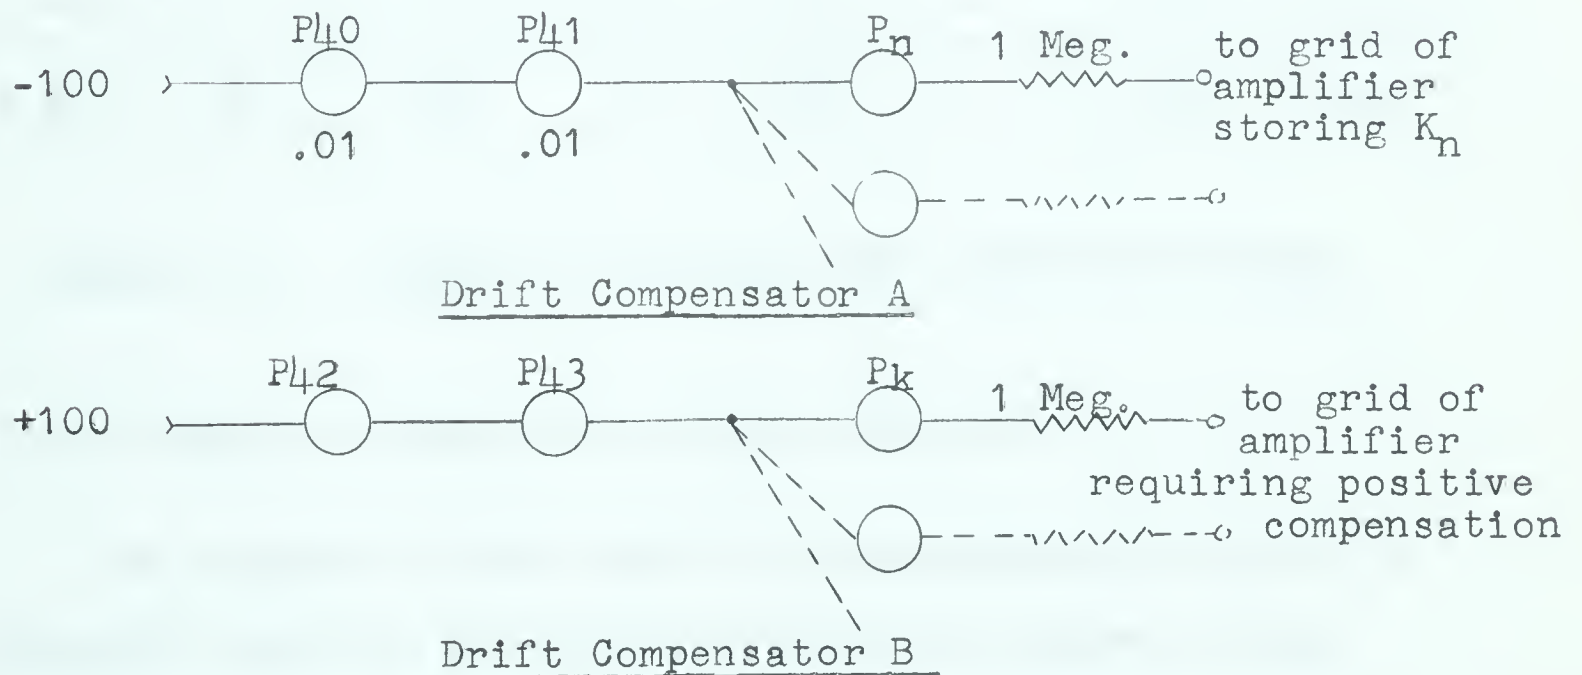 P40 P41 Pn 1 Meg. to grid of
-100 amplifier
.01 .01 storing Kn
Drift Compensator A
P42 P43 Pk 1 Meg. to grid of
+100 amplifier
requiring positive
compensation
Drift Compensator B